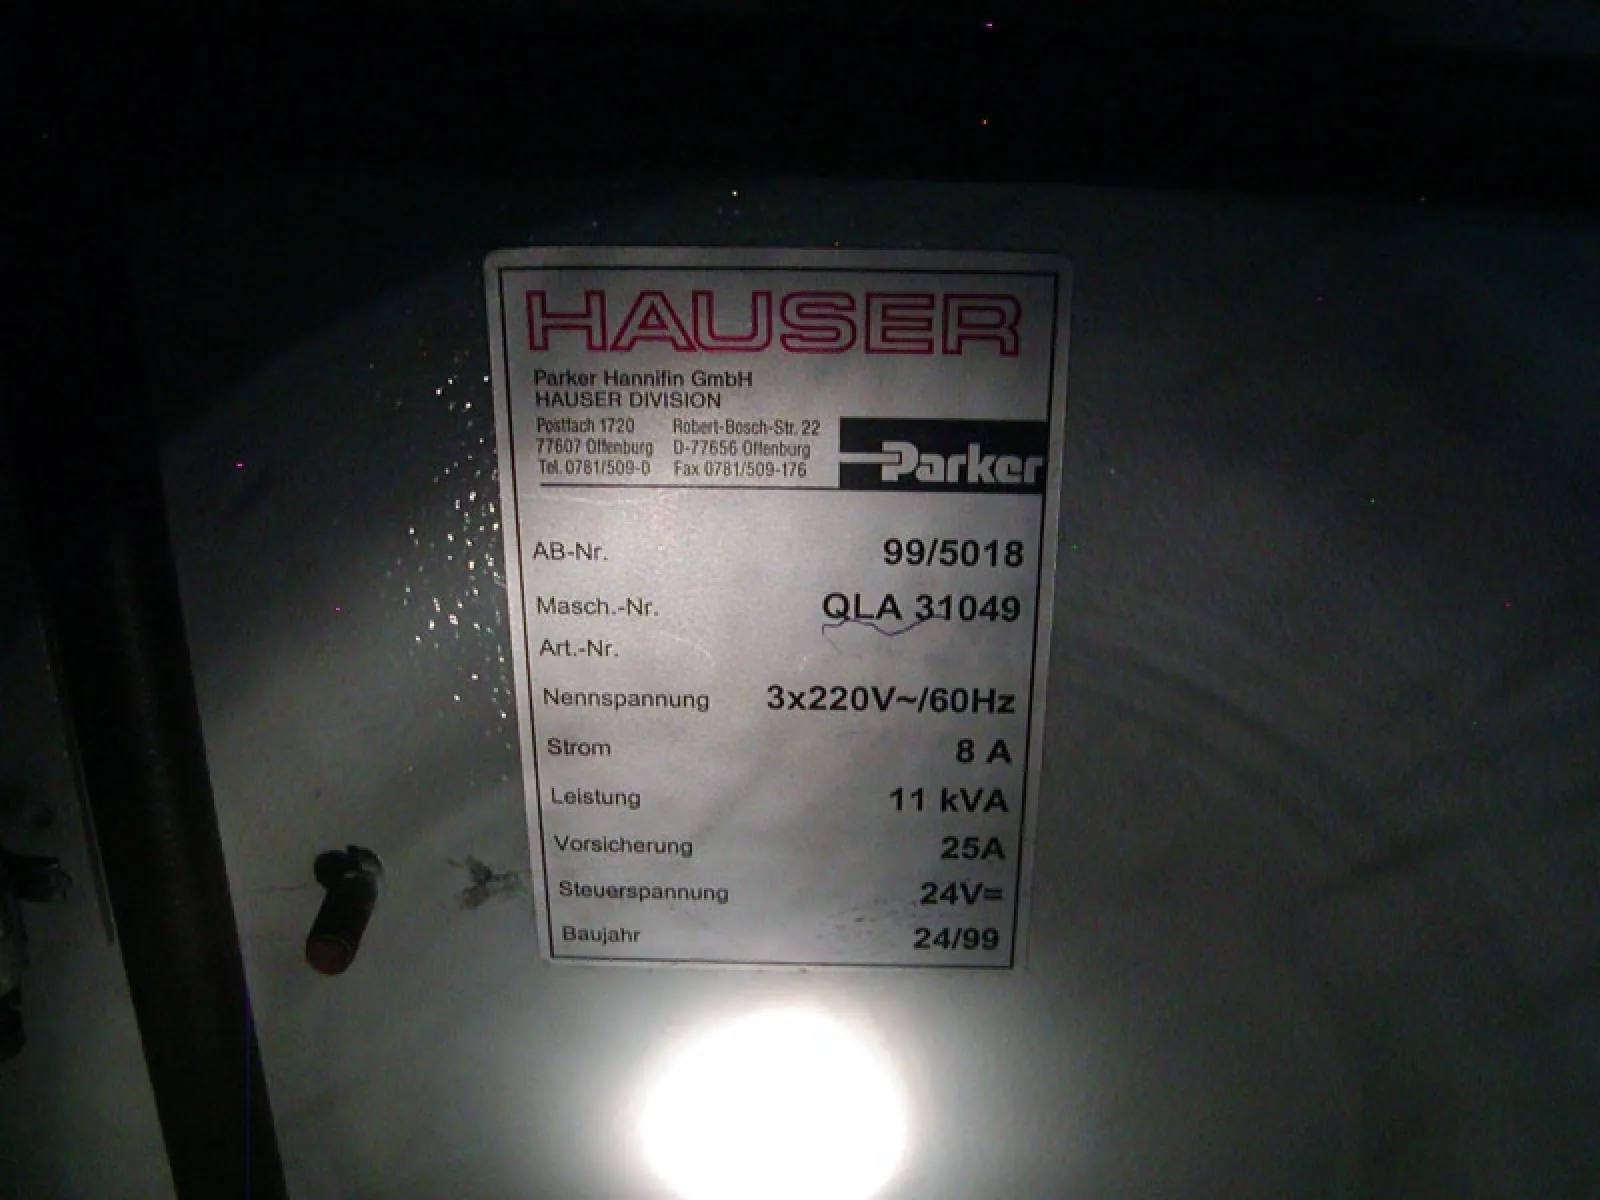 HAUSER
Parker Hannifin GmbH
HAUSER DIVISION
Postfach 1720 Robert-Bosch-Str. 22
77607 Offenburg D-77656 Offenburg
Tel. 0781/509-0 Fax 0781/509-176
Parker
AB-Nr. 99/5018
Masch.-Nr. QLA 31049
Art.-Nr.
Nennspannung 3x220V~/60Hz
Strom 8 A
Leistung 11 kVA
Vorsicherung 25A
Steuerspannung 24V=
Baujahr 24/99